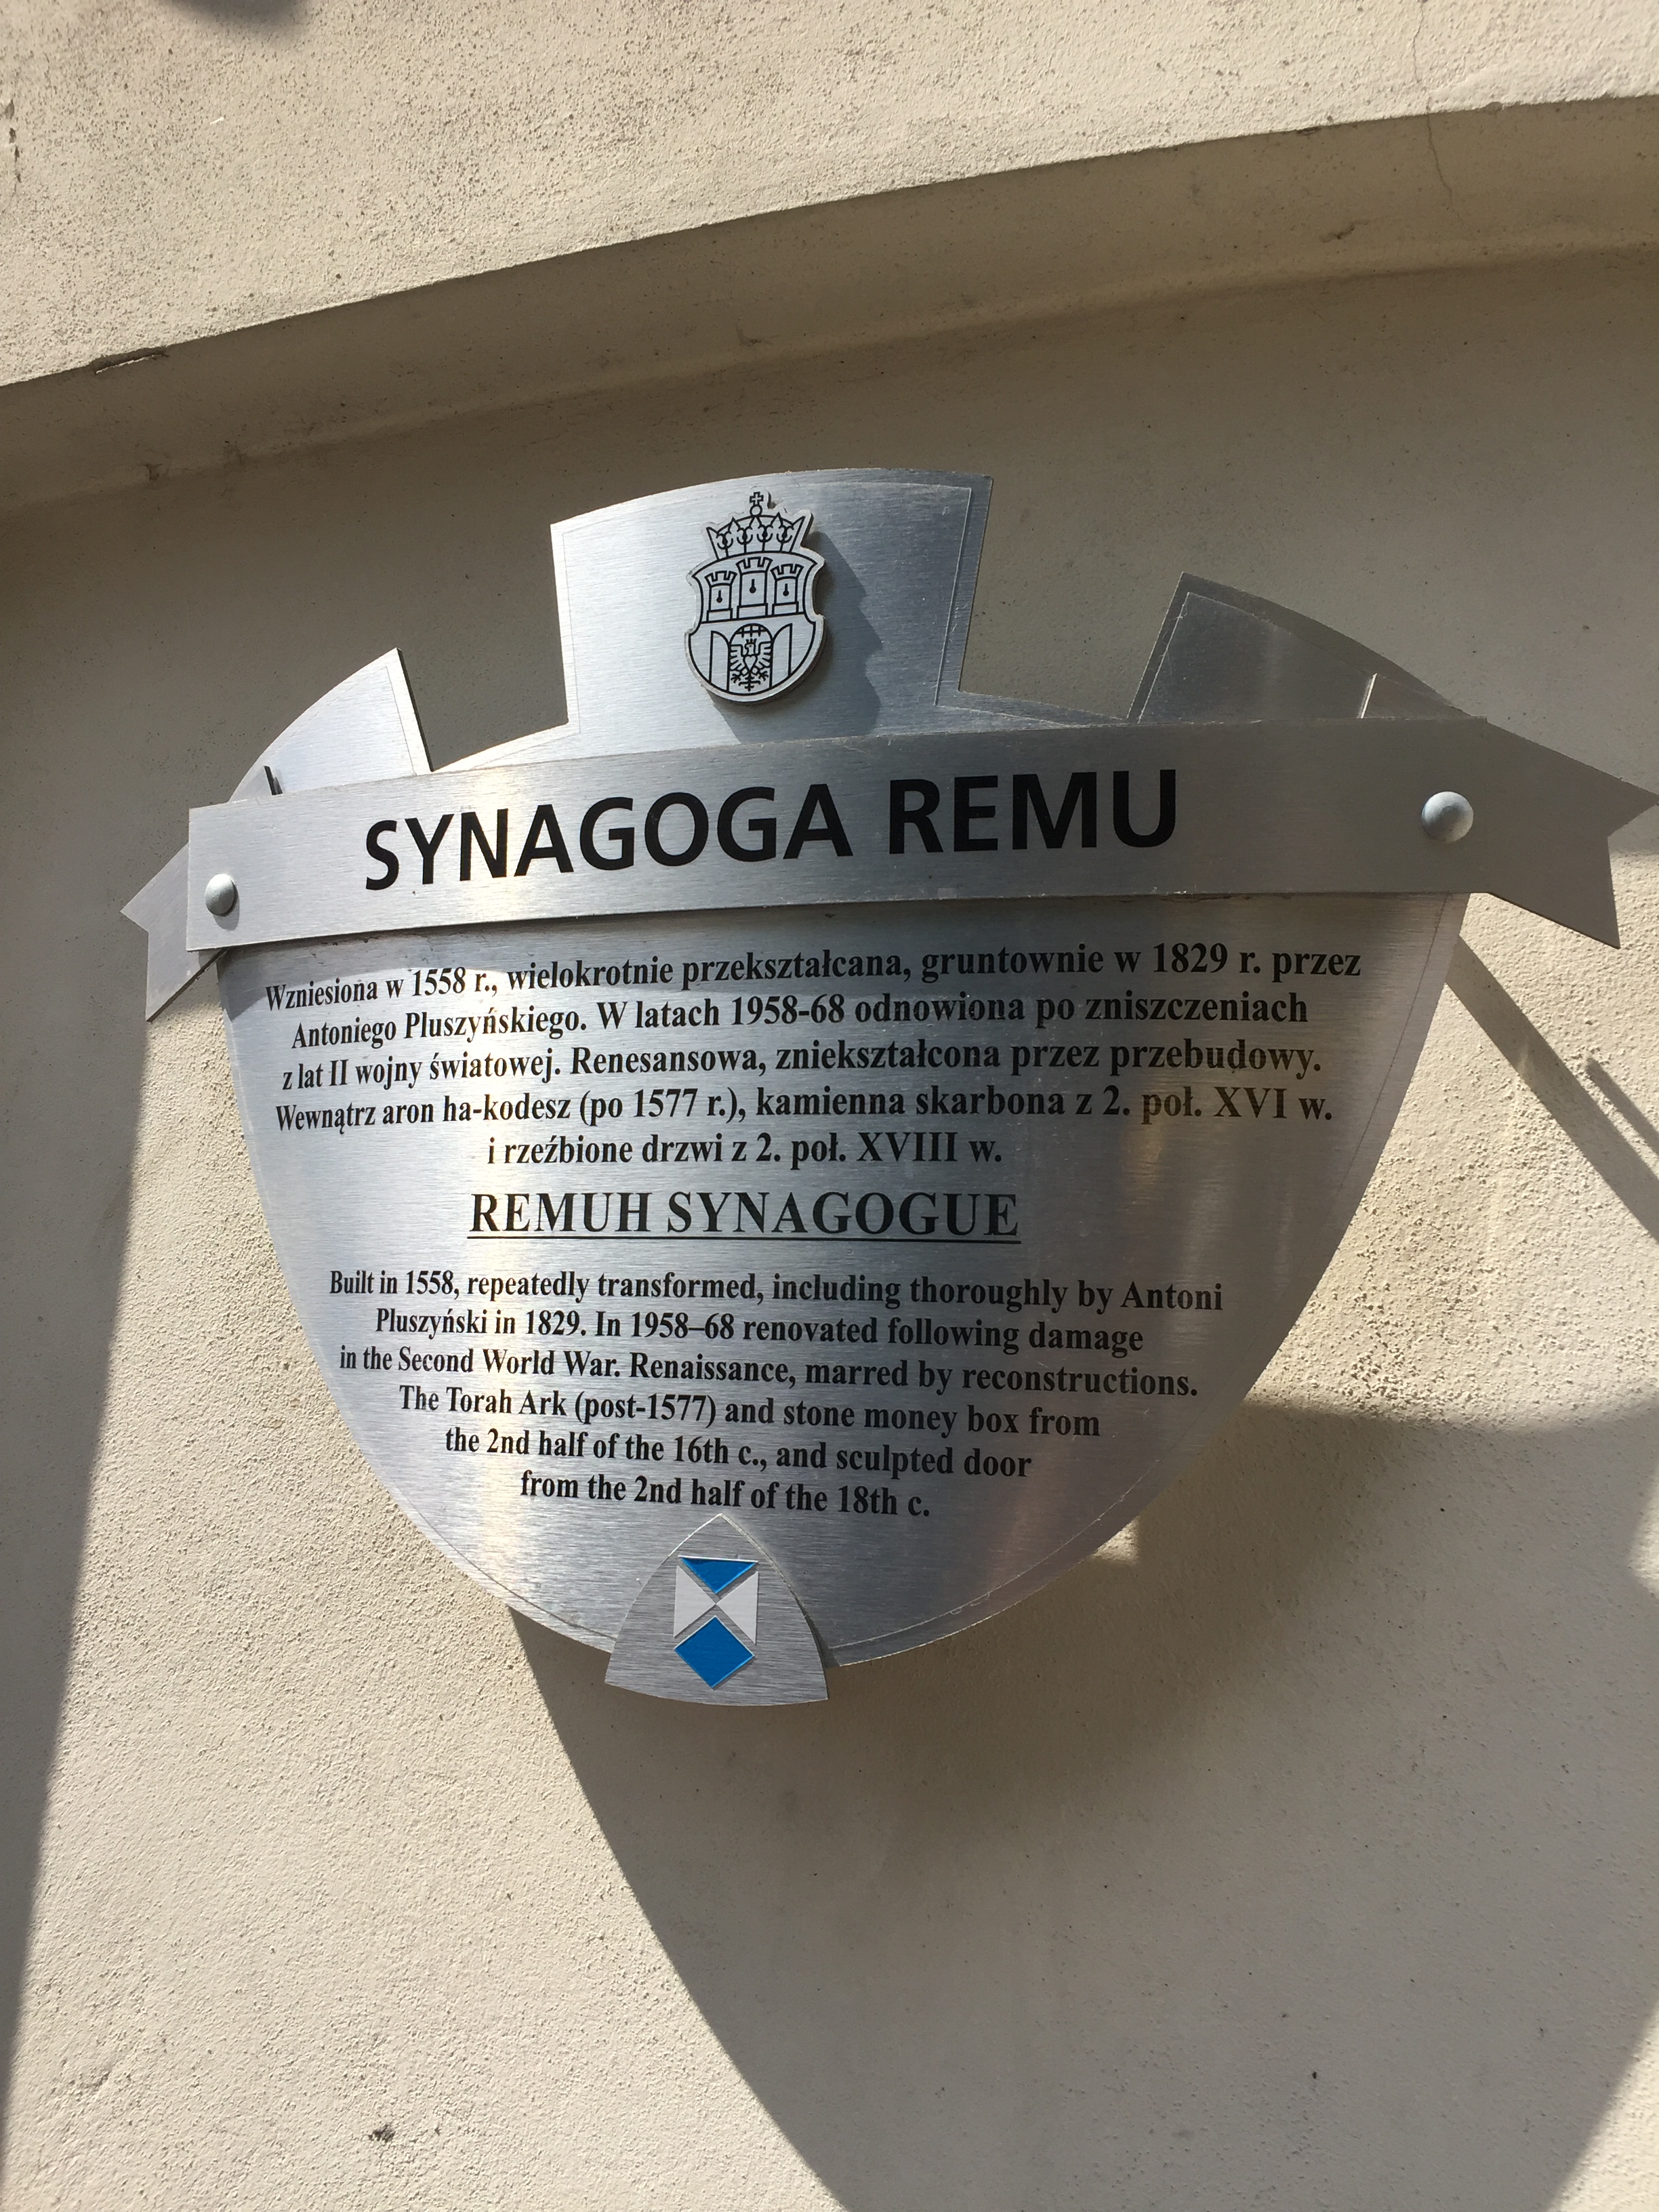 SYNAGOGA REMU
Wzniesiona w 1558 r., wielokrotnie przekształcana, gruntownie w 1829 r. przez
Antoniego Pluszyńskiego. W latach 1958-68 odnowiona po zniszczeniach
z lat II wojny światowej. Renesansowa, zniekształcona przez przebudowy.
Wewnątrz aron ha-kodesz (po 1577 r.), kamienna skarbona z 2. poł. XVI w.
i rzeźbione drzwi z 2. poł. XVIII w.
REMUH SYNAGOGUE
Built in 1558, repeatedly transformed, including thoroughly by Antoni
Pluszyński in 1829. In 1958–68 renovated following damage
in the Second World War. Renaissance, marred by reconstructions.
The Torah Ark (post-1577) and stone money box from
the 2nd half of the 16th c., and sculpted door
from the 2nd half of the 18th c.